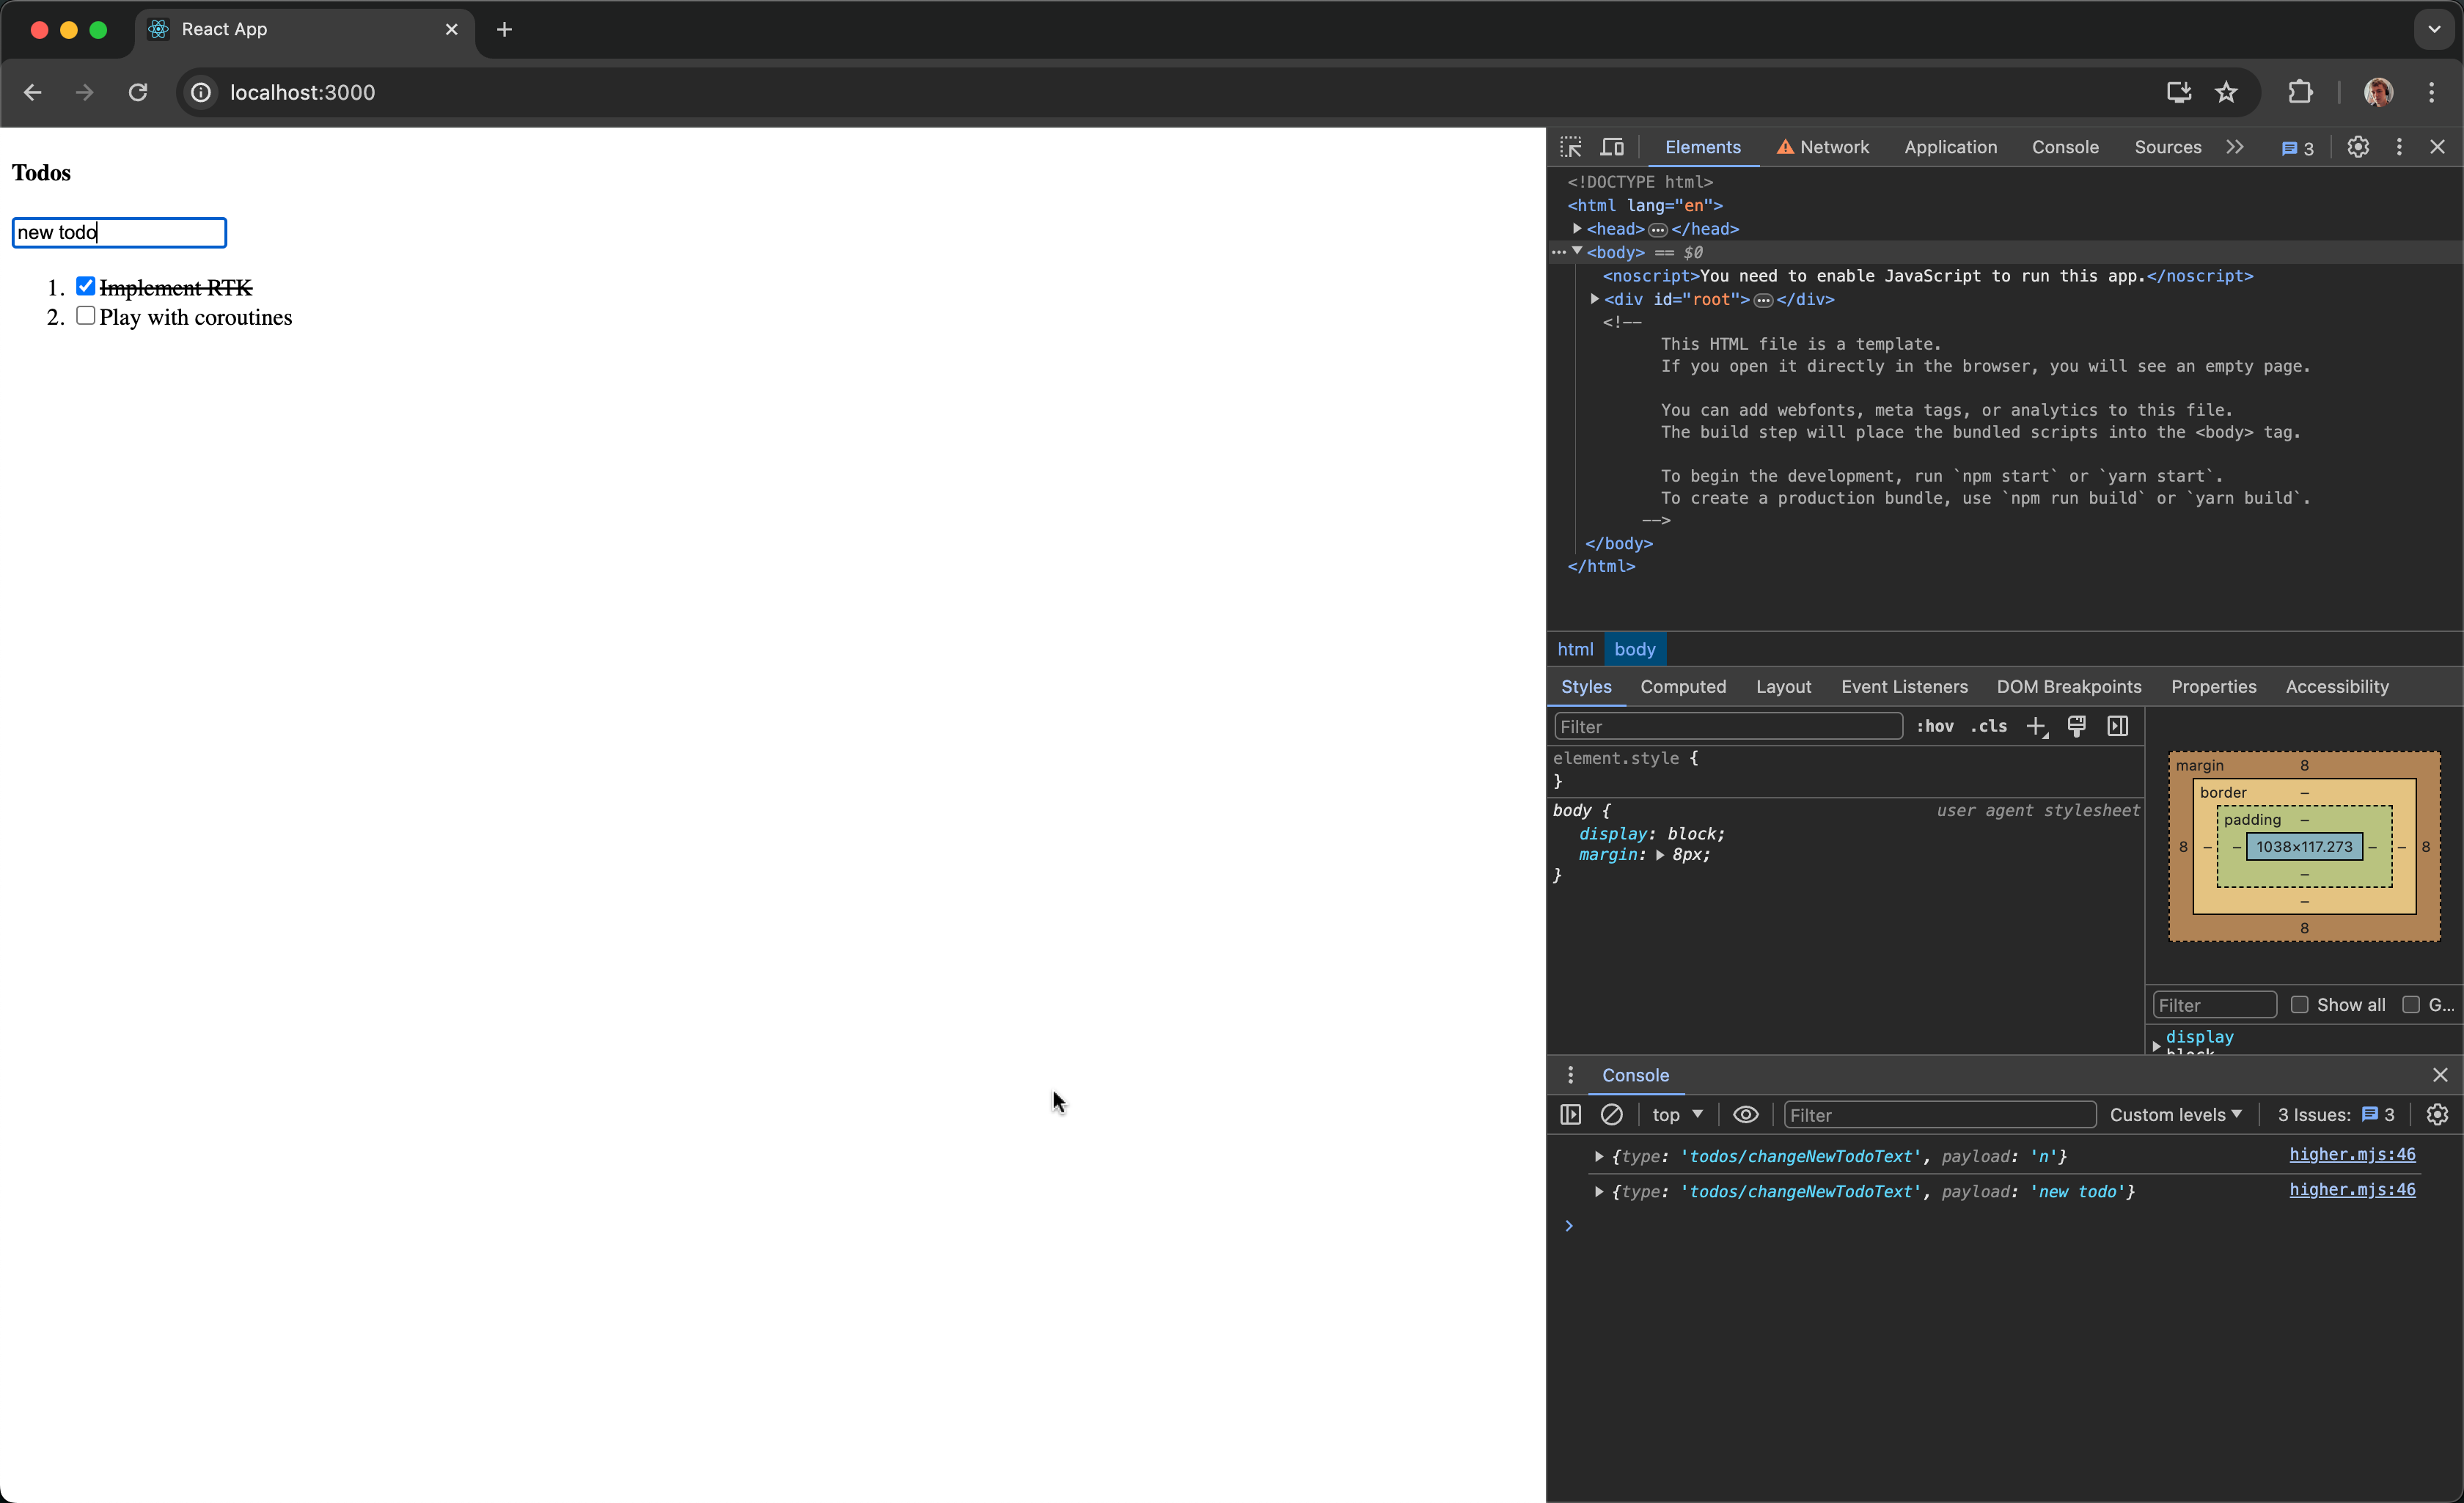 React App
localhost:3000
Todos
new todo
1. Implement RTK
2. Play with coroutines
Elements Network Application Console Sources 3
<!DOCTYPE html>
<html lang="en">
<head> </head>
<body> == $0
<noscript>You need to enable JavaScript to run this app.</noscript>
<div id="root"> </div>
<!--
This HTML file is a template.
If you open it directly in the browser, you will see an empty page.
You can add webfonts, meta tags, or analytics to this file.
The build step will place the bundled scripts into the <body> tag.
To begin the development, run `npm start` or `yarn start`.
To create a production bundle, use `npm run build` or `yarn build`.
-->
</body>
</html>
html body
Styles Computed Layout Event Listeners DOM Breakpoints Properties Accessibility
Filter :hov .cls
element.style {
}
body { user agent stylesheet
display: block;
margin: 8px;
}
margin 8
border –
padding –
8 – – 1038×117.273 – – 8
–
–
8
Filter Show all G...
display
block
Console
top Filter Custom levels 3 Issues: 3
{type: 'todos/changeNewTodoText', payload: 'n'} higher.mjs:46
{type: 'todos/changeNewTodoText', payload: 'new todo'} higher.mjs:46